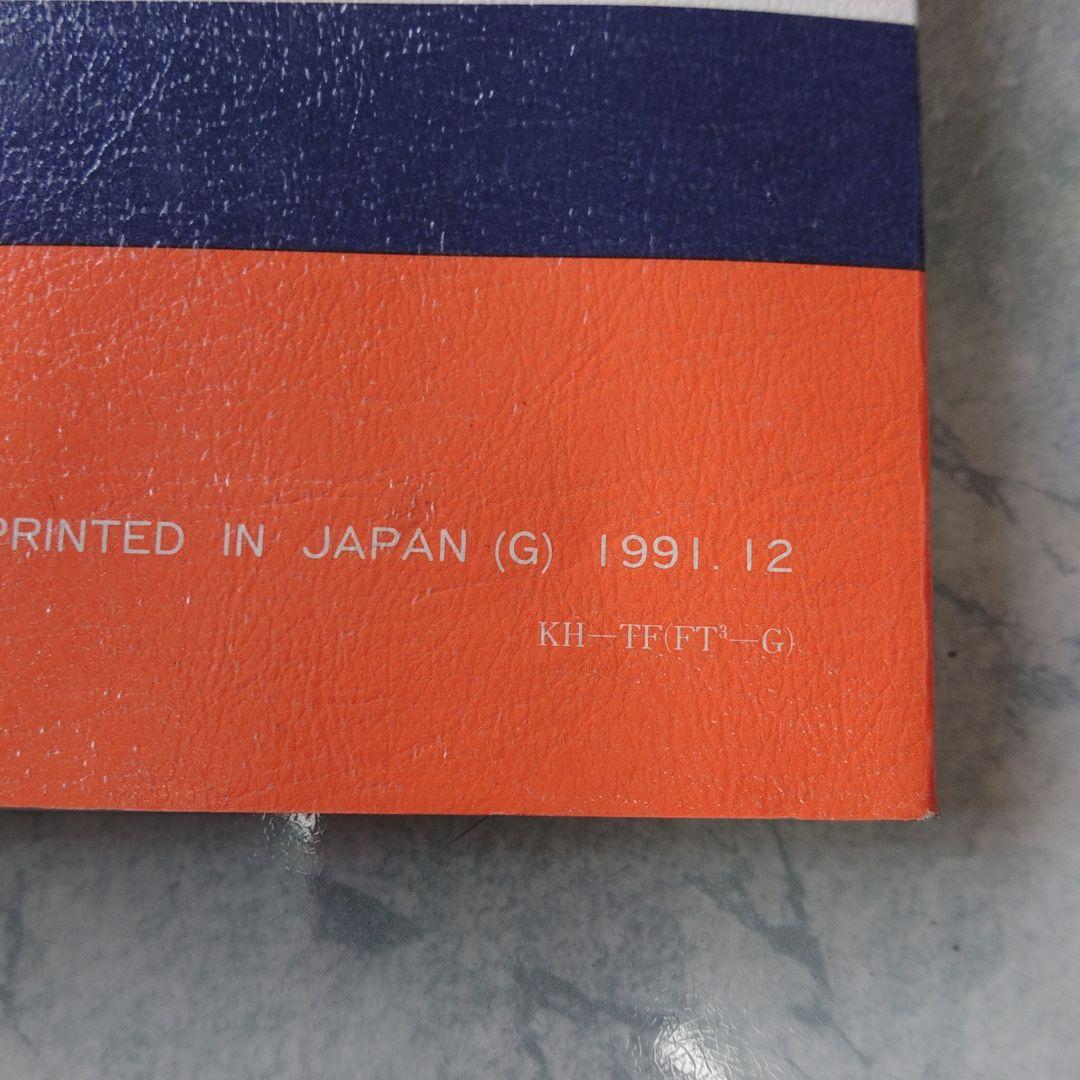 PRINTED IN JAPAN (G) 1991.12
KH—TF(FT³—G)